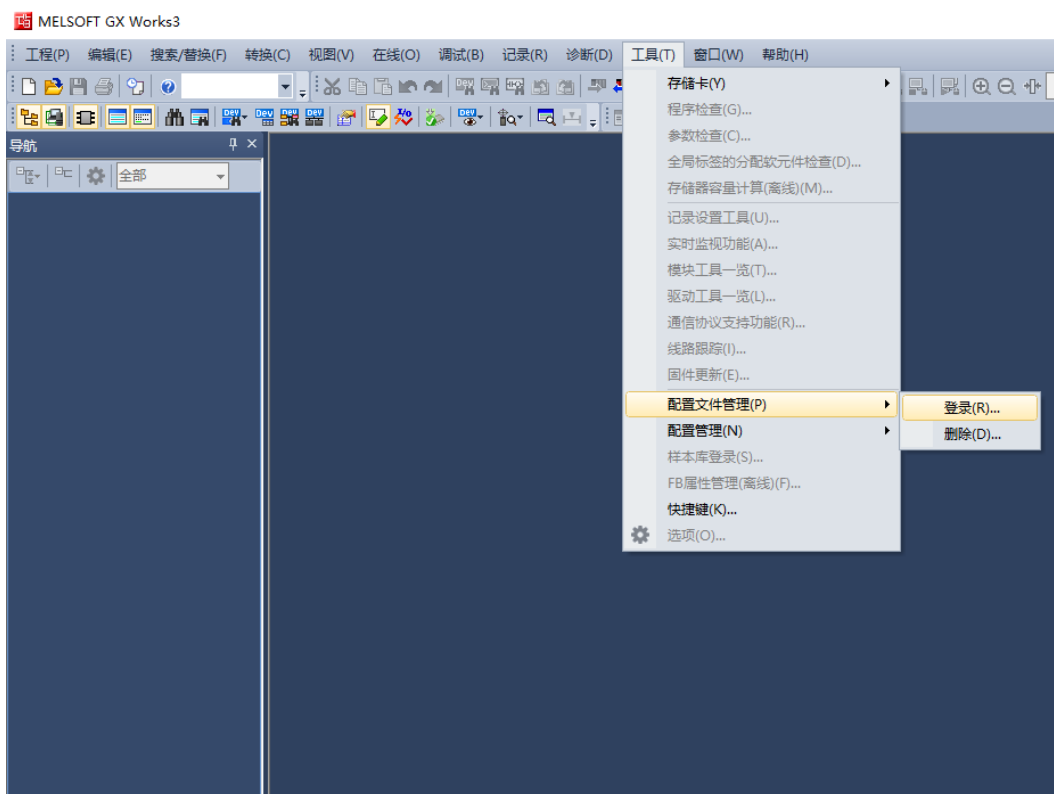 MELSOFT GX Works3
工程(P) 编辑(E) 搜索/替换(F) 转换(C) 视图(V) 在线(O) 调试(B) 记录(R) 诊断(D) 工具(T) 窗口(W) 帮助(H)
导航
全部
存储卡(Y)
程序检查(G)...
参数检查(C)...
全局标签的分配软元件检查(D)...
存储器容量计算(离线)(M)...
记录设置工具(U)...
实时监视功能(A)...
模块工具一览(T)...
驱动工具一览(L)...
通信协议支持功能(R)...
线路跟踪(I)...
固件更新(E)...
配置文件管理(P)
配置管理(N)
样本库登录(S)...
FB属性管理(离线)(F)...
快捷键(K)...
选项(O)...
登录(R)...
删除(D)...